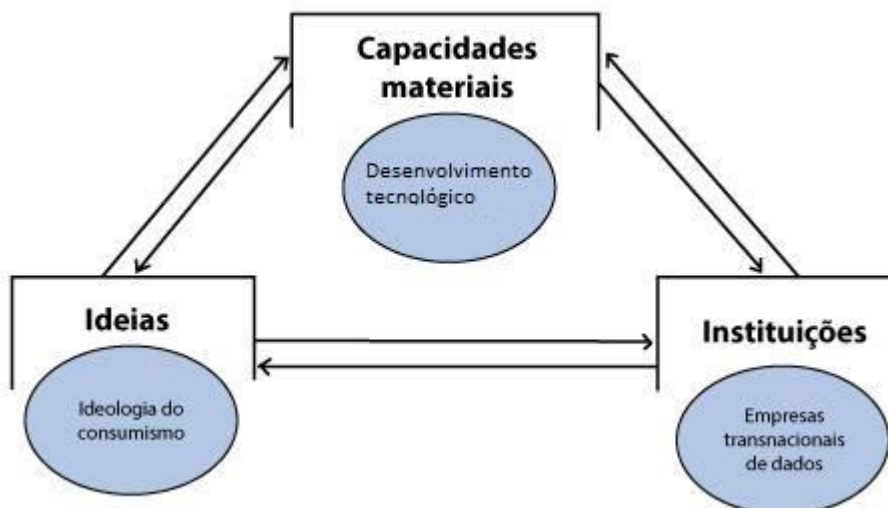 Capacidades
materiais
Desenvolvimento
tecnológico
Ideias
Ideologia do
consumismo
Instituições
Empresas
transnacionais
de dados